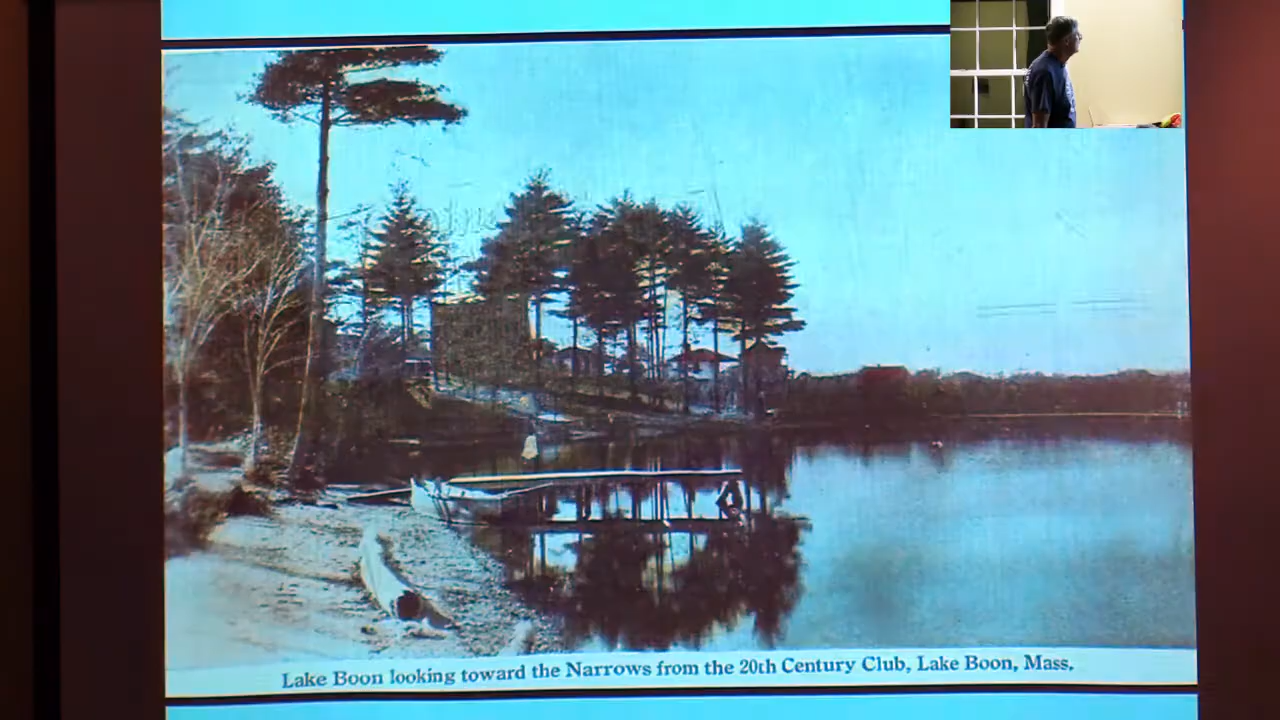 Lake Boon looking toward the Narrows from the 20th Century Club, Lake Boon, Mass.